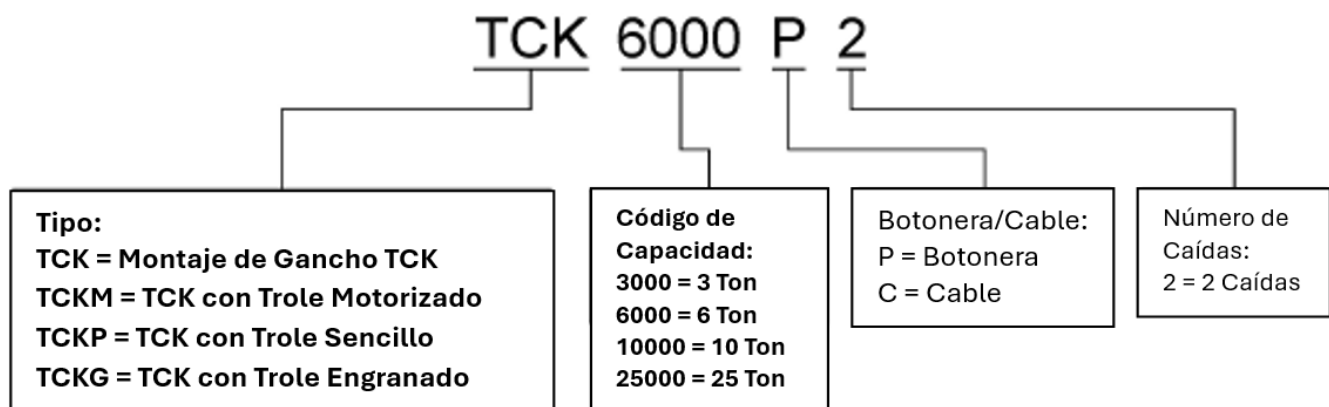 TCK 6000 P 2
Tipo:
TCK = Montaje de Gancho TCK
TCKM = TCK con Trole Motorizado
TCKP = TCK con Trole Sencillo
TCKG = TCK con Trole Engranado
Código de
Capacidad:
3000 = 3 Ton
6000 = 6 Ton
10000 = 10 Ton
25000 = 25 Ton
Botonera/Cable:
P = Botonera
C = Cable
Número de
Caídas:
2 = 2 Caídas